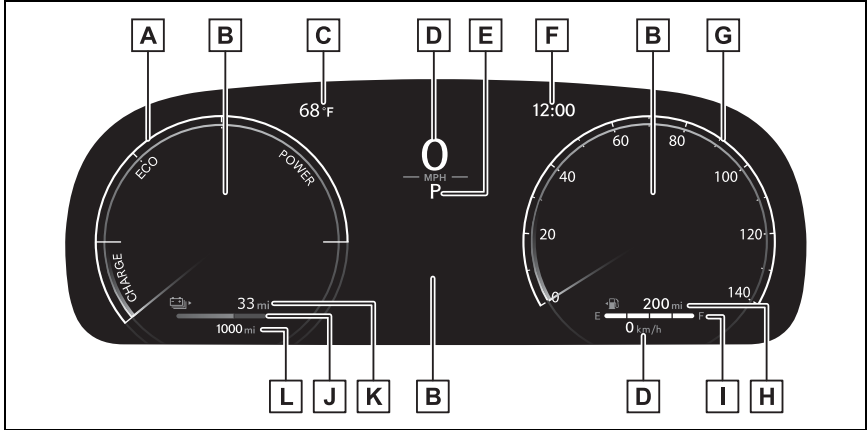 A B C D E F B G
68°F
12:00
0
MPH
P
CHARGE
ECO
POWER
0
20
40
60
80
100
120
140
33 mi
1000 mi
200 mi
E F
0 km/h
L J K B D I H